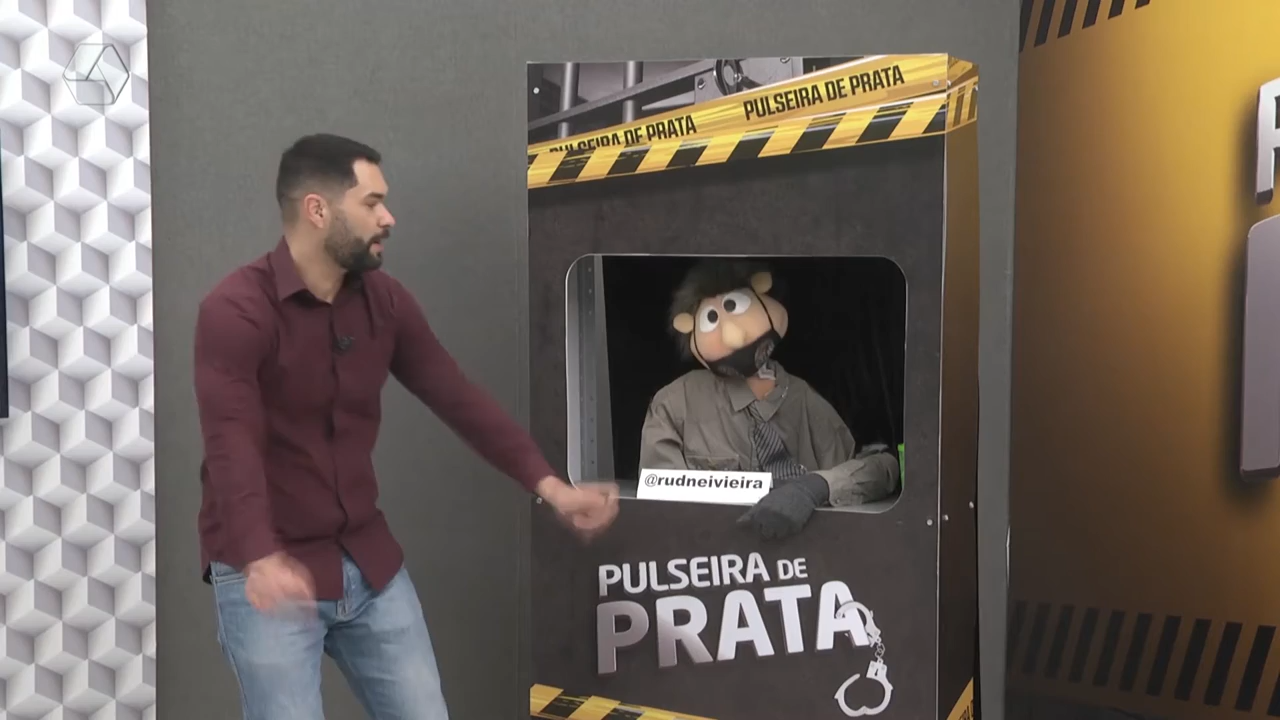 PULSEIRA DE PRATA
PULSEIRA DE PRATA
@rudneivieira
PULSEIRA DE
PRATA